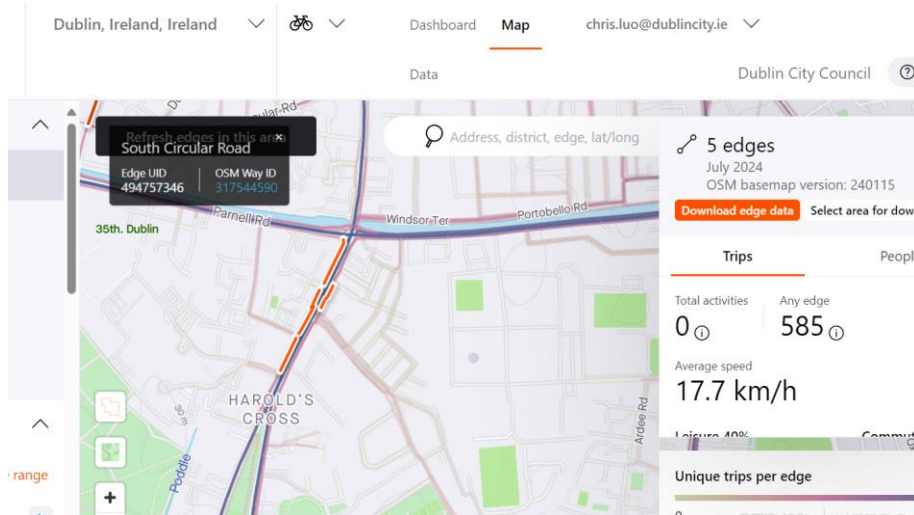 Dublin, Ireland, Ireland
Dashboard
Map
chris.luo@dublincity.ie
Data
Dublin City Council
Refresh edges in this area
South Circular Road
Edge UID
OSM Way ID
494757346
317544590
Address, district, edge, lat/long
Parnell Rd
Windsor Ter
Portobello Rd
35th. Dublin
HAROLD'S
CROSS
30 m
Poddle
Ardee Rd
range
5 edges
July 2024
OSM basemap version: 240115
Download edge data
Select area for dow
Trips
Peopl
Total activities
Any edge
0
585
Average speed
17.7 km/h
Leisure 40%
Commut
Unique trips per edge